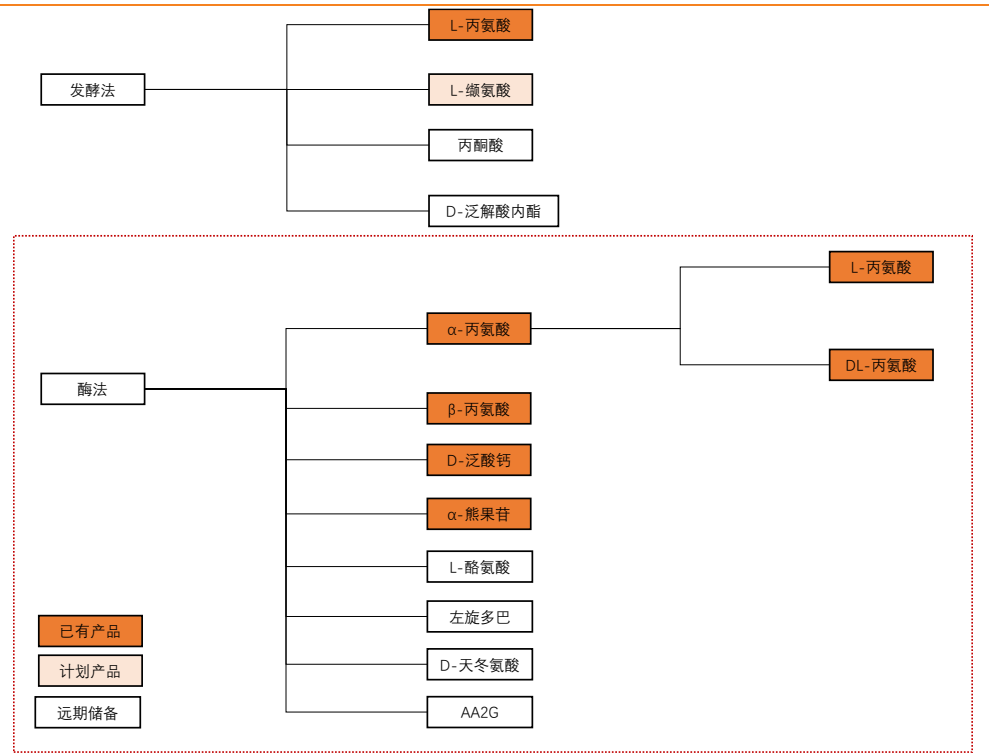 L-丙氨酸
发酵法
L-缬氨酸
丙酮酸
D-泛解酸内酯
L-丙氨酸
α-丙氨酸
DL-丙氨酸
酶法
β-丙氨酸
D-泛酸钙
α-熊果苷
L-酪氨酸
左旋多巴
D-天冬氨酸
AA2G
已有产品
计划产品
远期储备